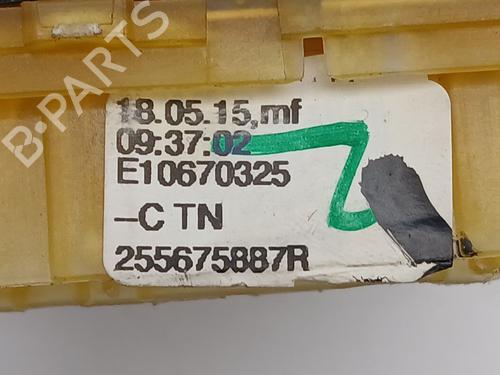 B-PARTS
18.05.15,mf
09:37:02
E10670325
-C TN
255675887R